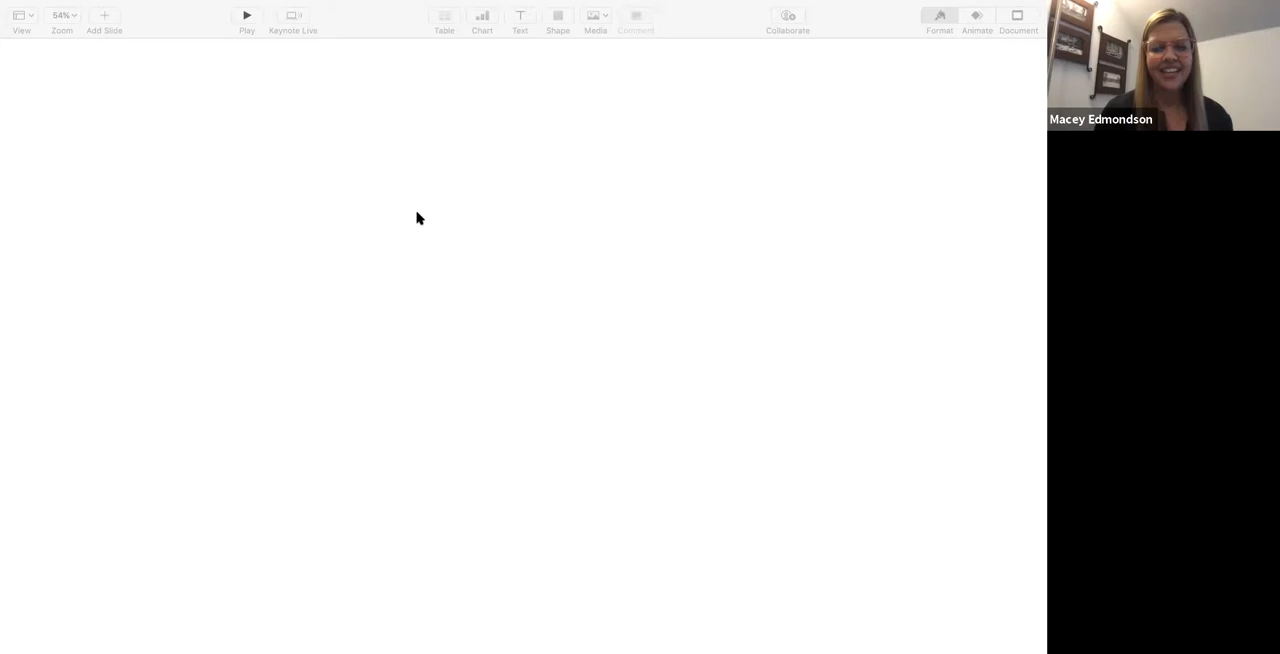 54%
View Zoom Add Slide Play Keynote Live Table Chart Text Shape Media Comment Collaborate Format Animate Document
Macey Edmondson